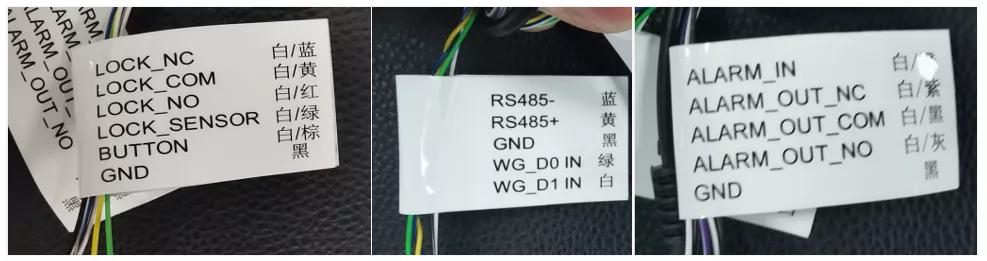 LOCK_NC 白/蓝
LOCK_COM 白/黄
LOCK_NO 白/红
LOCK_SENSOR 白/绿
BUTTON 白/棕
GND 黑
ALARM_OUT_NO
RS485- 蓝
RS485+ 黄
GND 黑
WG_D0 IN 绿
WG_D1 IN 白
ALARM_IN 白/
ALARM_OUT_NC 白/紫
ALARM_OUT_COM 白/黑
ALARM_OUT_NO 白/灰
GND 黑